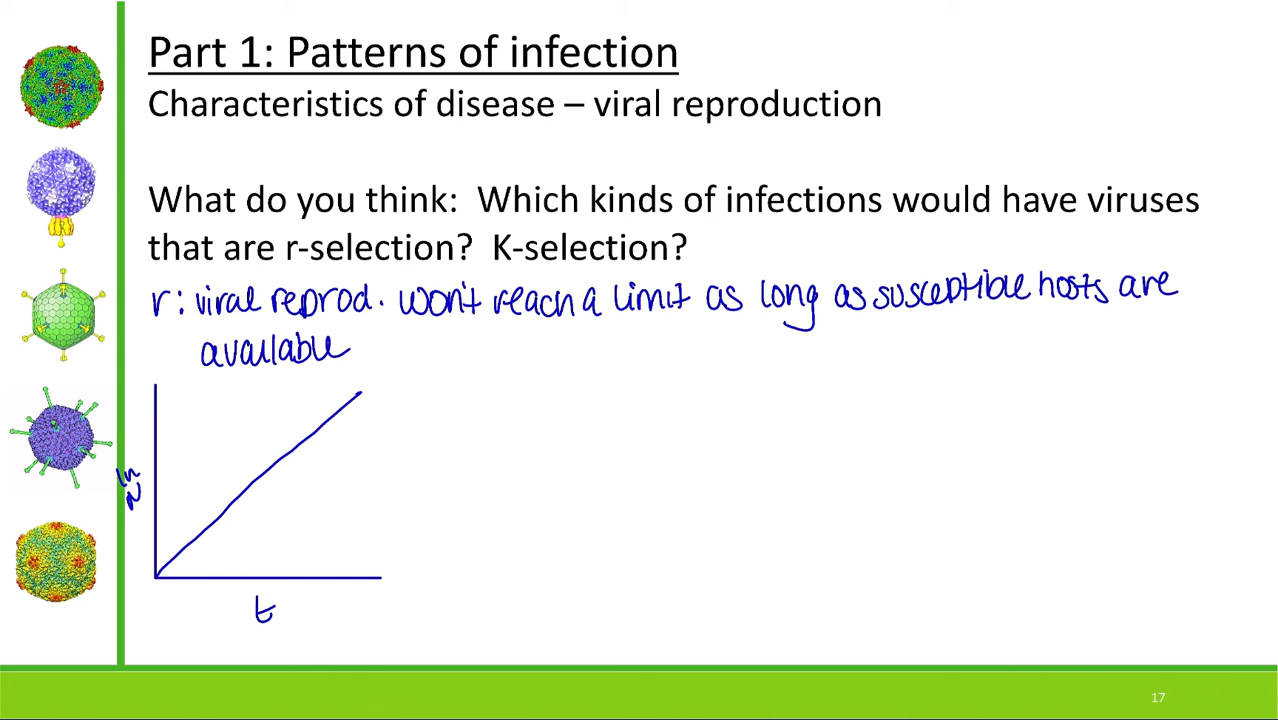 Part 1: Patterns of infection
Characteristics of disease – viral reproduction
What do you think:  Which kinds of infections would have viruses
that are r-selection?  K-selection?
r: viral reprod. won't reach a limit as long as susceptible hosts are
available
t
17